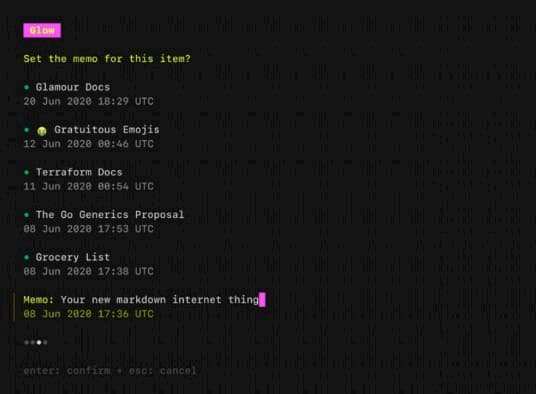 Glow
Set the memo for this item?
• Glamour Docs
20 Jun 2020 18:29 UTC
• Gratuitous Emojis
12 Jun 2020 00:46 UTC
• Terraform Docs
11 Jun 2020 00:54 UTC
• The Go Generics Proposal
08 Jun 2020 17:53 UTC
• Grocery List
08 Jun 2020 17:38 UTC
Memo: Your new markdown internet thing
08 Jun 2020 17:36 UTC
••••
enter: confirm • esc: cancel